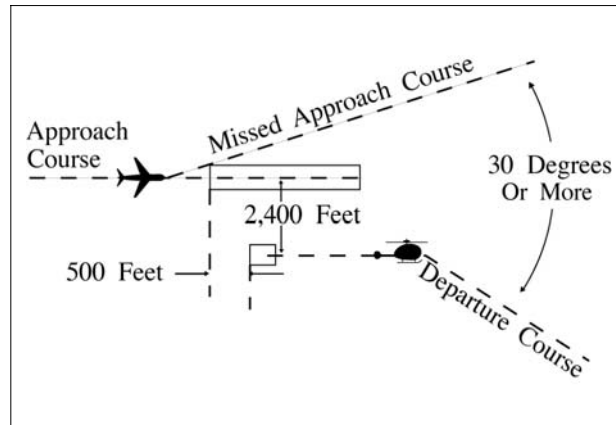 Missed Approach Course
Approach
Course
30 Degrees
Or More
2,400 Feet
500 Feet
Departure Course